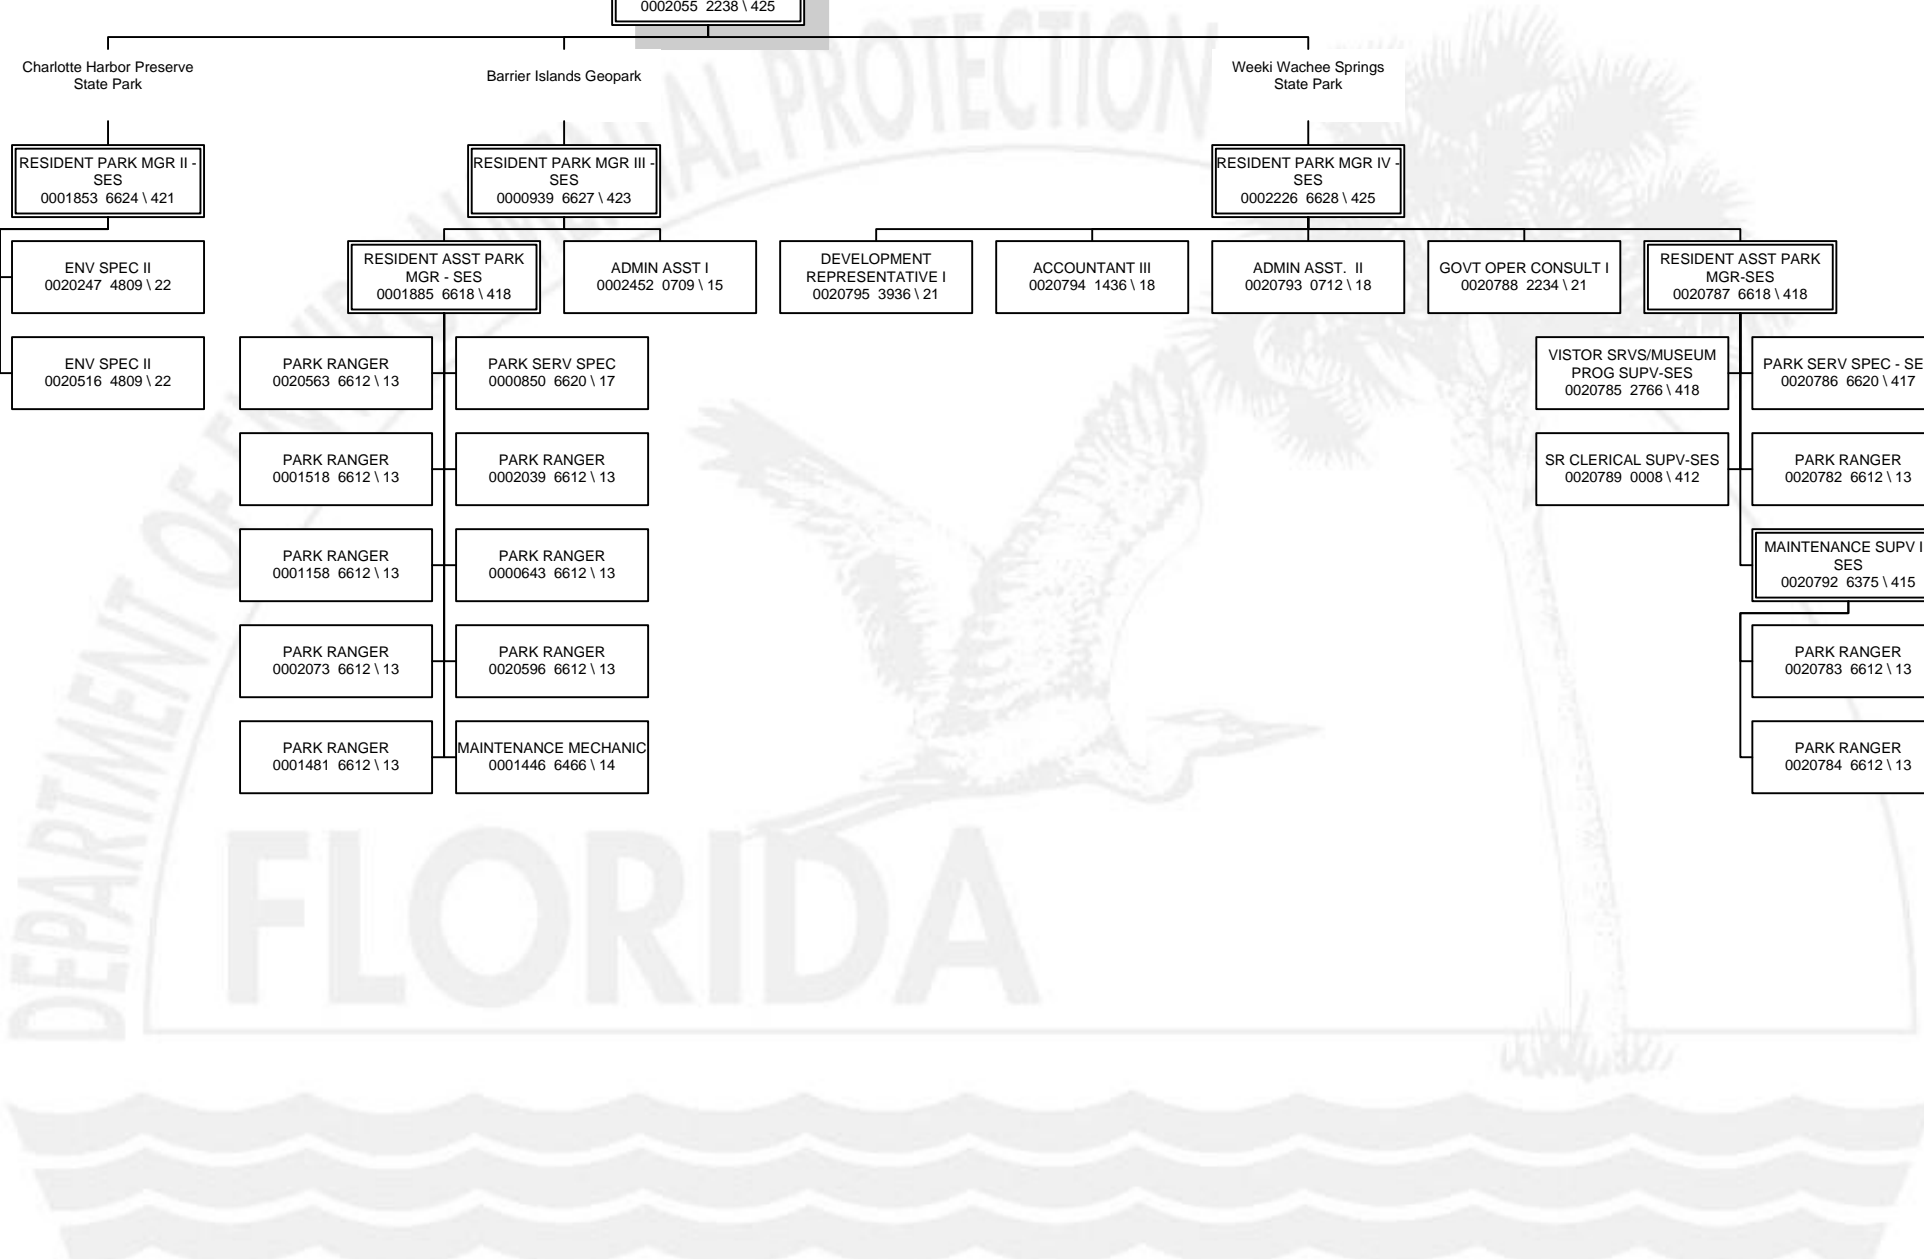 0002055 2238 \ 425
Charlotte Harbor Preserve
State Park
Barrier Islands Geopark
Weeki Wachee Springs
State Park
RESIDENT PARK MGR II -
SES
0001853 6624 \ 421
RESIDENT PARK MGR III -
SES
0000939 6627 \ 423
RESIDENT PARK MGR IV -
SES
0002226 6628 \ 425
ENV SPEC II
0020247 4809 \ 22
RESIDENT ASST PARK
MGR - SES
0001885 6618 \ 418
ADMIN ASST I
0002452 0709 \ 15
DEVELOPMENT
REPRESENTATIVE I
0020795 3936 \ 21
ACCOUNTANT III
0020794 1436 \ 18
ADMIN ASST. II
0020793 0712 \ 18
GOVT OPER CONSULT I
0020788 2234 \ 21
RESIDENT ASST PARK
MGR-SES
0020787 6618 \ 418
ENV SPEC II
0020516 4809 \ 22
PARK RANGER
0020563 6612 \ 13
PARK SERV SPEC
0000850 6620 \ 17
VISTOR SRVS/MUSEUM
PROG SUPV-SES
0020785 2766 \ 418
PARK SERV SPEC - SE
0020786 6620 \ 417
PARK RANGER
0001518 6612 \ 13
PARK RANGER
0002039 6612 \ 13
SR CLERICAL SUPV-SES
0020789 0008 \ 412
PARK RANGER
0020782 6612 \ 13
PARK RANGER
0001158 6612 \ 13
PARK RANGER
0000643 6612 \ 13
MAINTENANCE SUPV I
SES
0020792 6375 \ 415
PARK RANGER
0002073 6612 \ 13
PARK RANGER
0020596 6612 \ 13
PARK RANGER
0020783 6612 \ 13
PARK RANGER
0001481 6612 \ 13
MAINTENANCE MECHANIC
0001446 6466 \ 14
PARK RANGER
0020784 6612 \ 13
DEPARTMENT OF ENVIRONMENTAL PROTECTION
FLORIDA